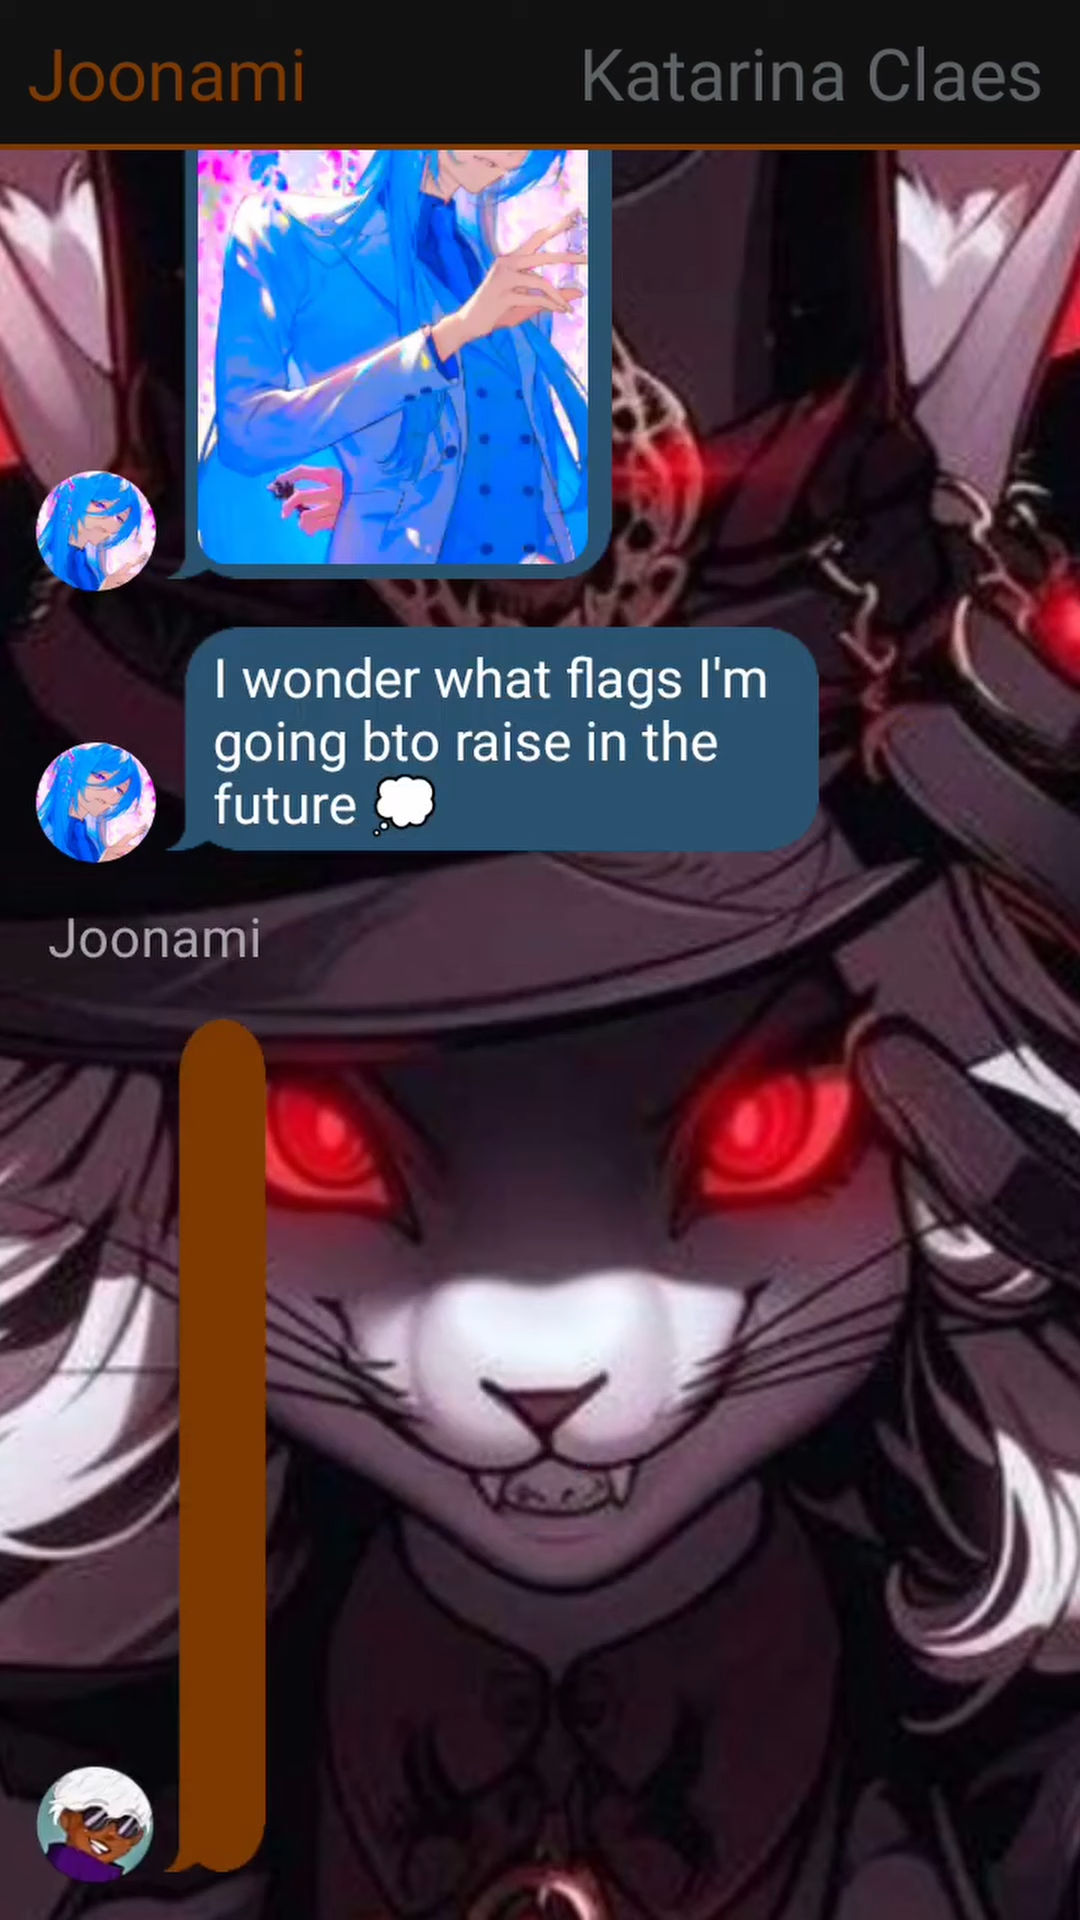 Joonami
Katarina Claes
I wonder what flags I'm
going bto raise in the
future 💭
Joonami